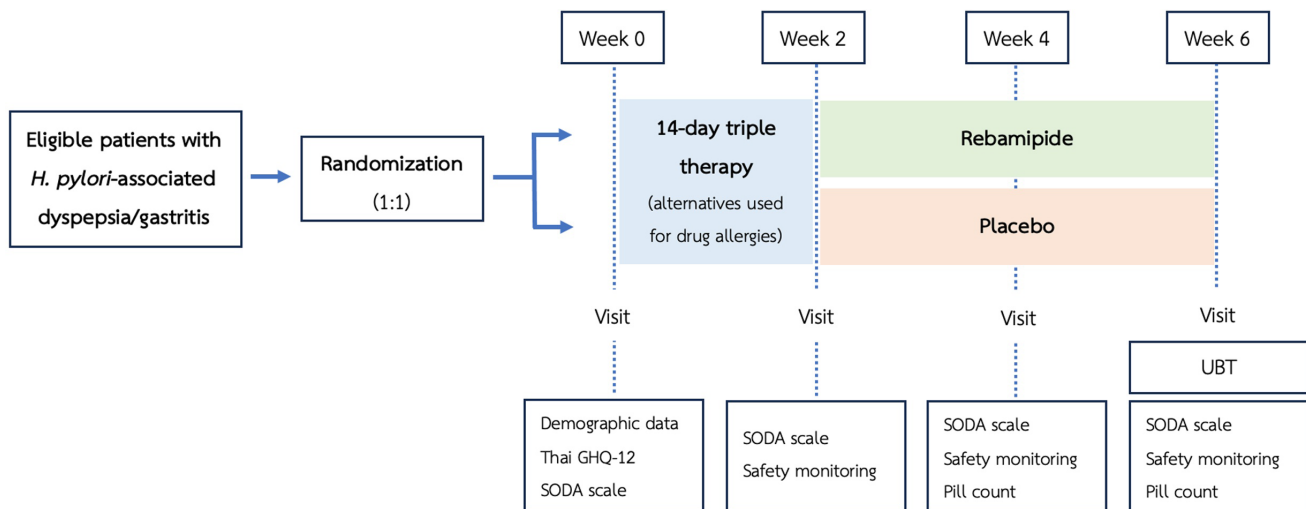 Week 0
Week 2
Week 4
Week 6
Eligible patients with
H. pylori-associated
dyspepsia/gastritis
Randomization
(1:1)
14-day triple
therapy
(alternatives used
for drug allergies)
Rebamipide
Placebo
Visit
Visit
Visit
Visit
UBT
Demographic data
Thai GHQ-12
SODA scale
SODA scale
Safety monitoring
SODA scale
Safety monitoring
Pill count
SODA scale
Safety monitoring
Pill count